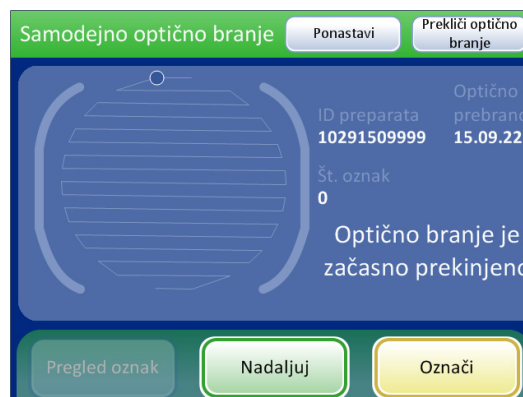 Samodejno optično branje
Ponastavi
Prekliči optično
branje
Optično
ID preparata
prebrano
10291509999
15.09.22
Št. oznak
0
Optično branje je
začasno prekinjeno
Pregled oznak
Nadaljuj
Označi